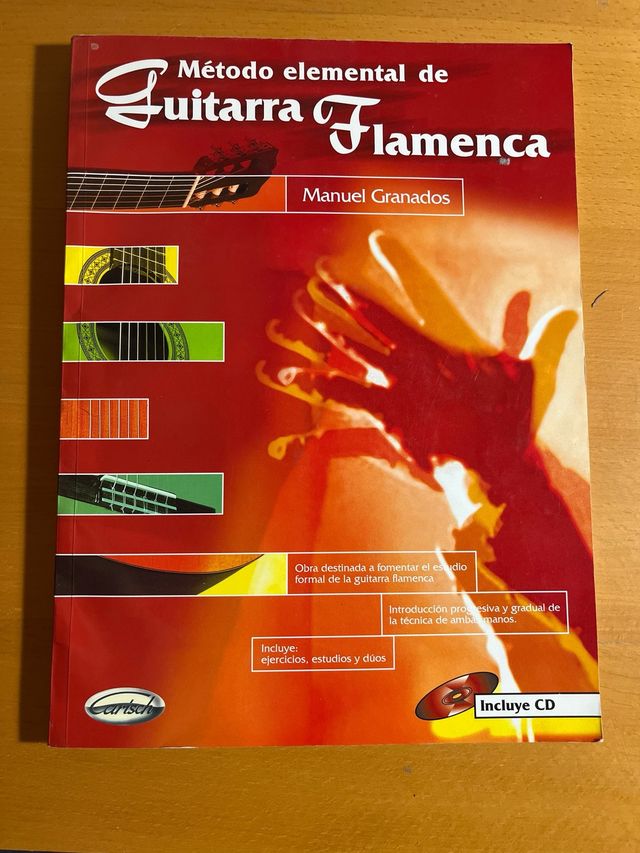 Método elemental de
Guitarra Flamenca
Manuel Granados
Obra destinada a fomentar el estudio
formal de la guitarra flamenca
Introducción progresiva y gradual de
la técnica de ambas manos.
Incluye:
ejercicios, estudios y dúos
Carisch
Incluye CD